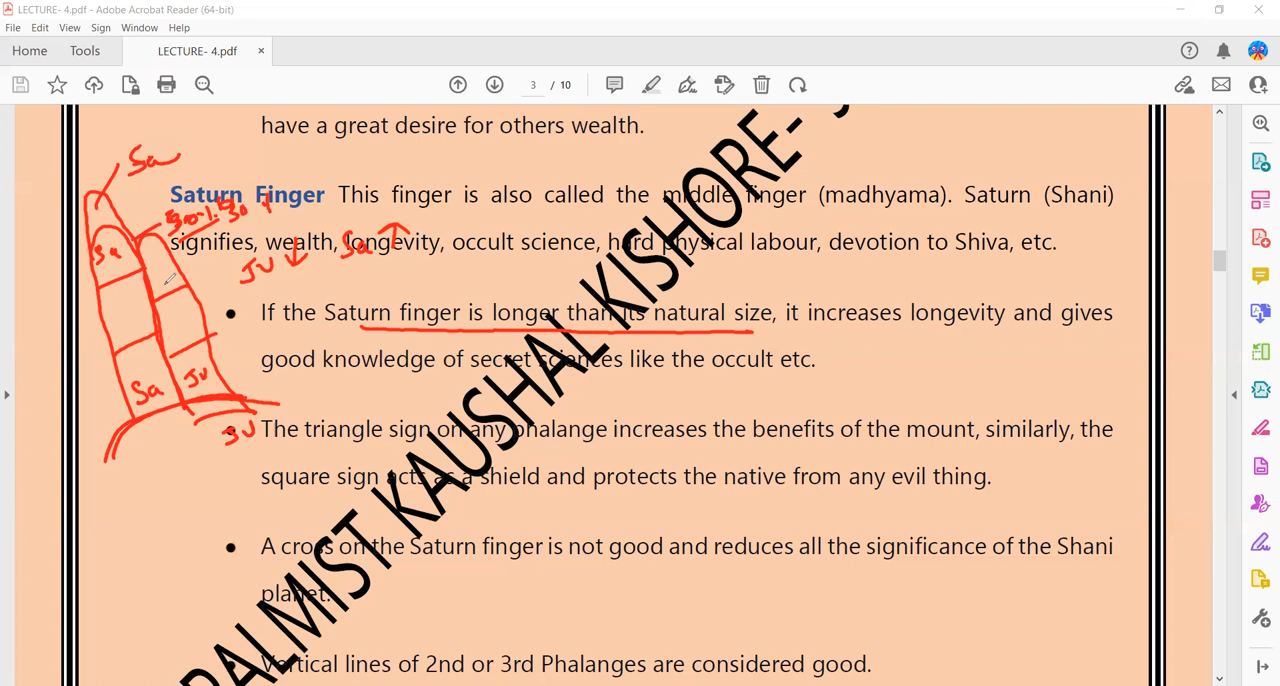 LECTURE- 4.pdf - Adobe Acrobat Reader (64-bit)
File Edit View Sign Window Help
Home Tools LECTURE- 4.pdf ×
3 / 10
have a great desire for others wealth.
Saturn Finger This finger is also called the middle finger (madhyama). Saturn (Shani)
signifies, wealth, longevity, occult science, hard physical labour, devotion to Shiva, etc.
• If the Saturn finger is longer than its natural size, it increases longevity and gives
good knowledge of secret sciences like the occult etc.
• The triangle sign on any phalange increases the benefits of the mount, similarly, the
square sign acts as a shield and protects the native from any evil thing.
• A cross on the Saturn finger is not good and reduces all the significance of the Shani
planet.
• Vertical lines of 2nd or 3rd Phalanges are considered good.
PALMIST KAUSHAL KISHORE-
Sa
Sa
JU ↓ Sa ↑
Sa JU
JU